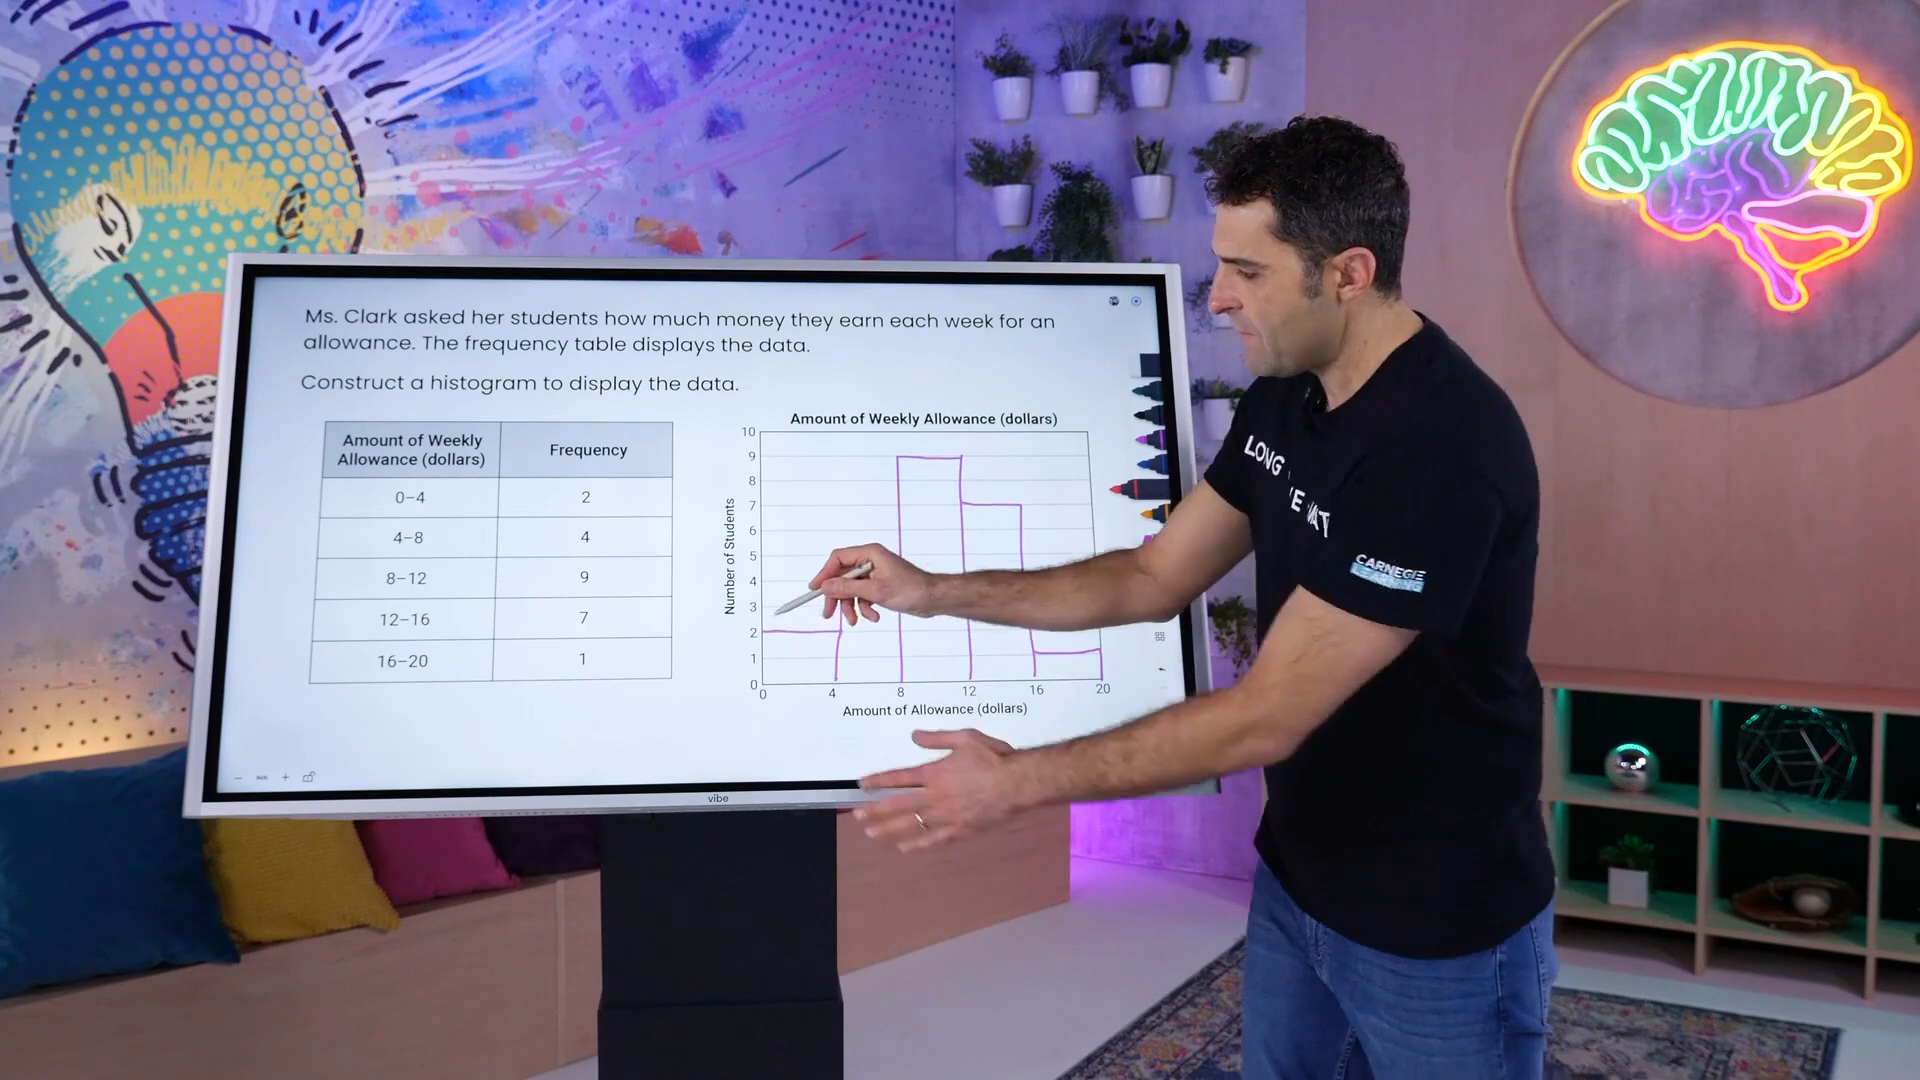 Ms. Clark asked her students how much money they earn each week for an
allowance. The frequency table displays the data.
Construct a histogram to display the data.
Amount of Weekly
Allowance (dollars)
Frequency
0–4
2
4–8
4
8–12
9
12–16
7
16–20
1
Amount of Weekly Allowance (dollars)
Number of Students
10
9
8
7
6
5
4
3
2
1
0
0
4
8
12
16
20
Amount of Allowance (dollars)
vibe
LONG
CARNEGIE
LEARNING